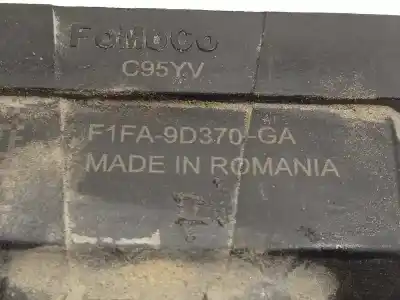 FoMoCo
C95YV
F1FA-9D370-GA
MADE IN ROMANIA